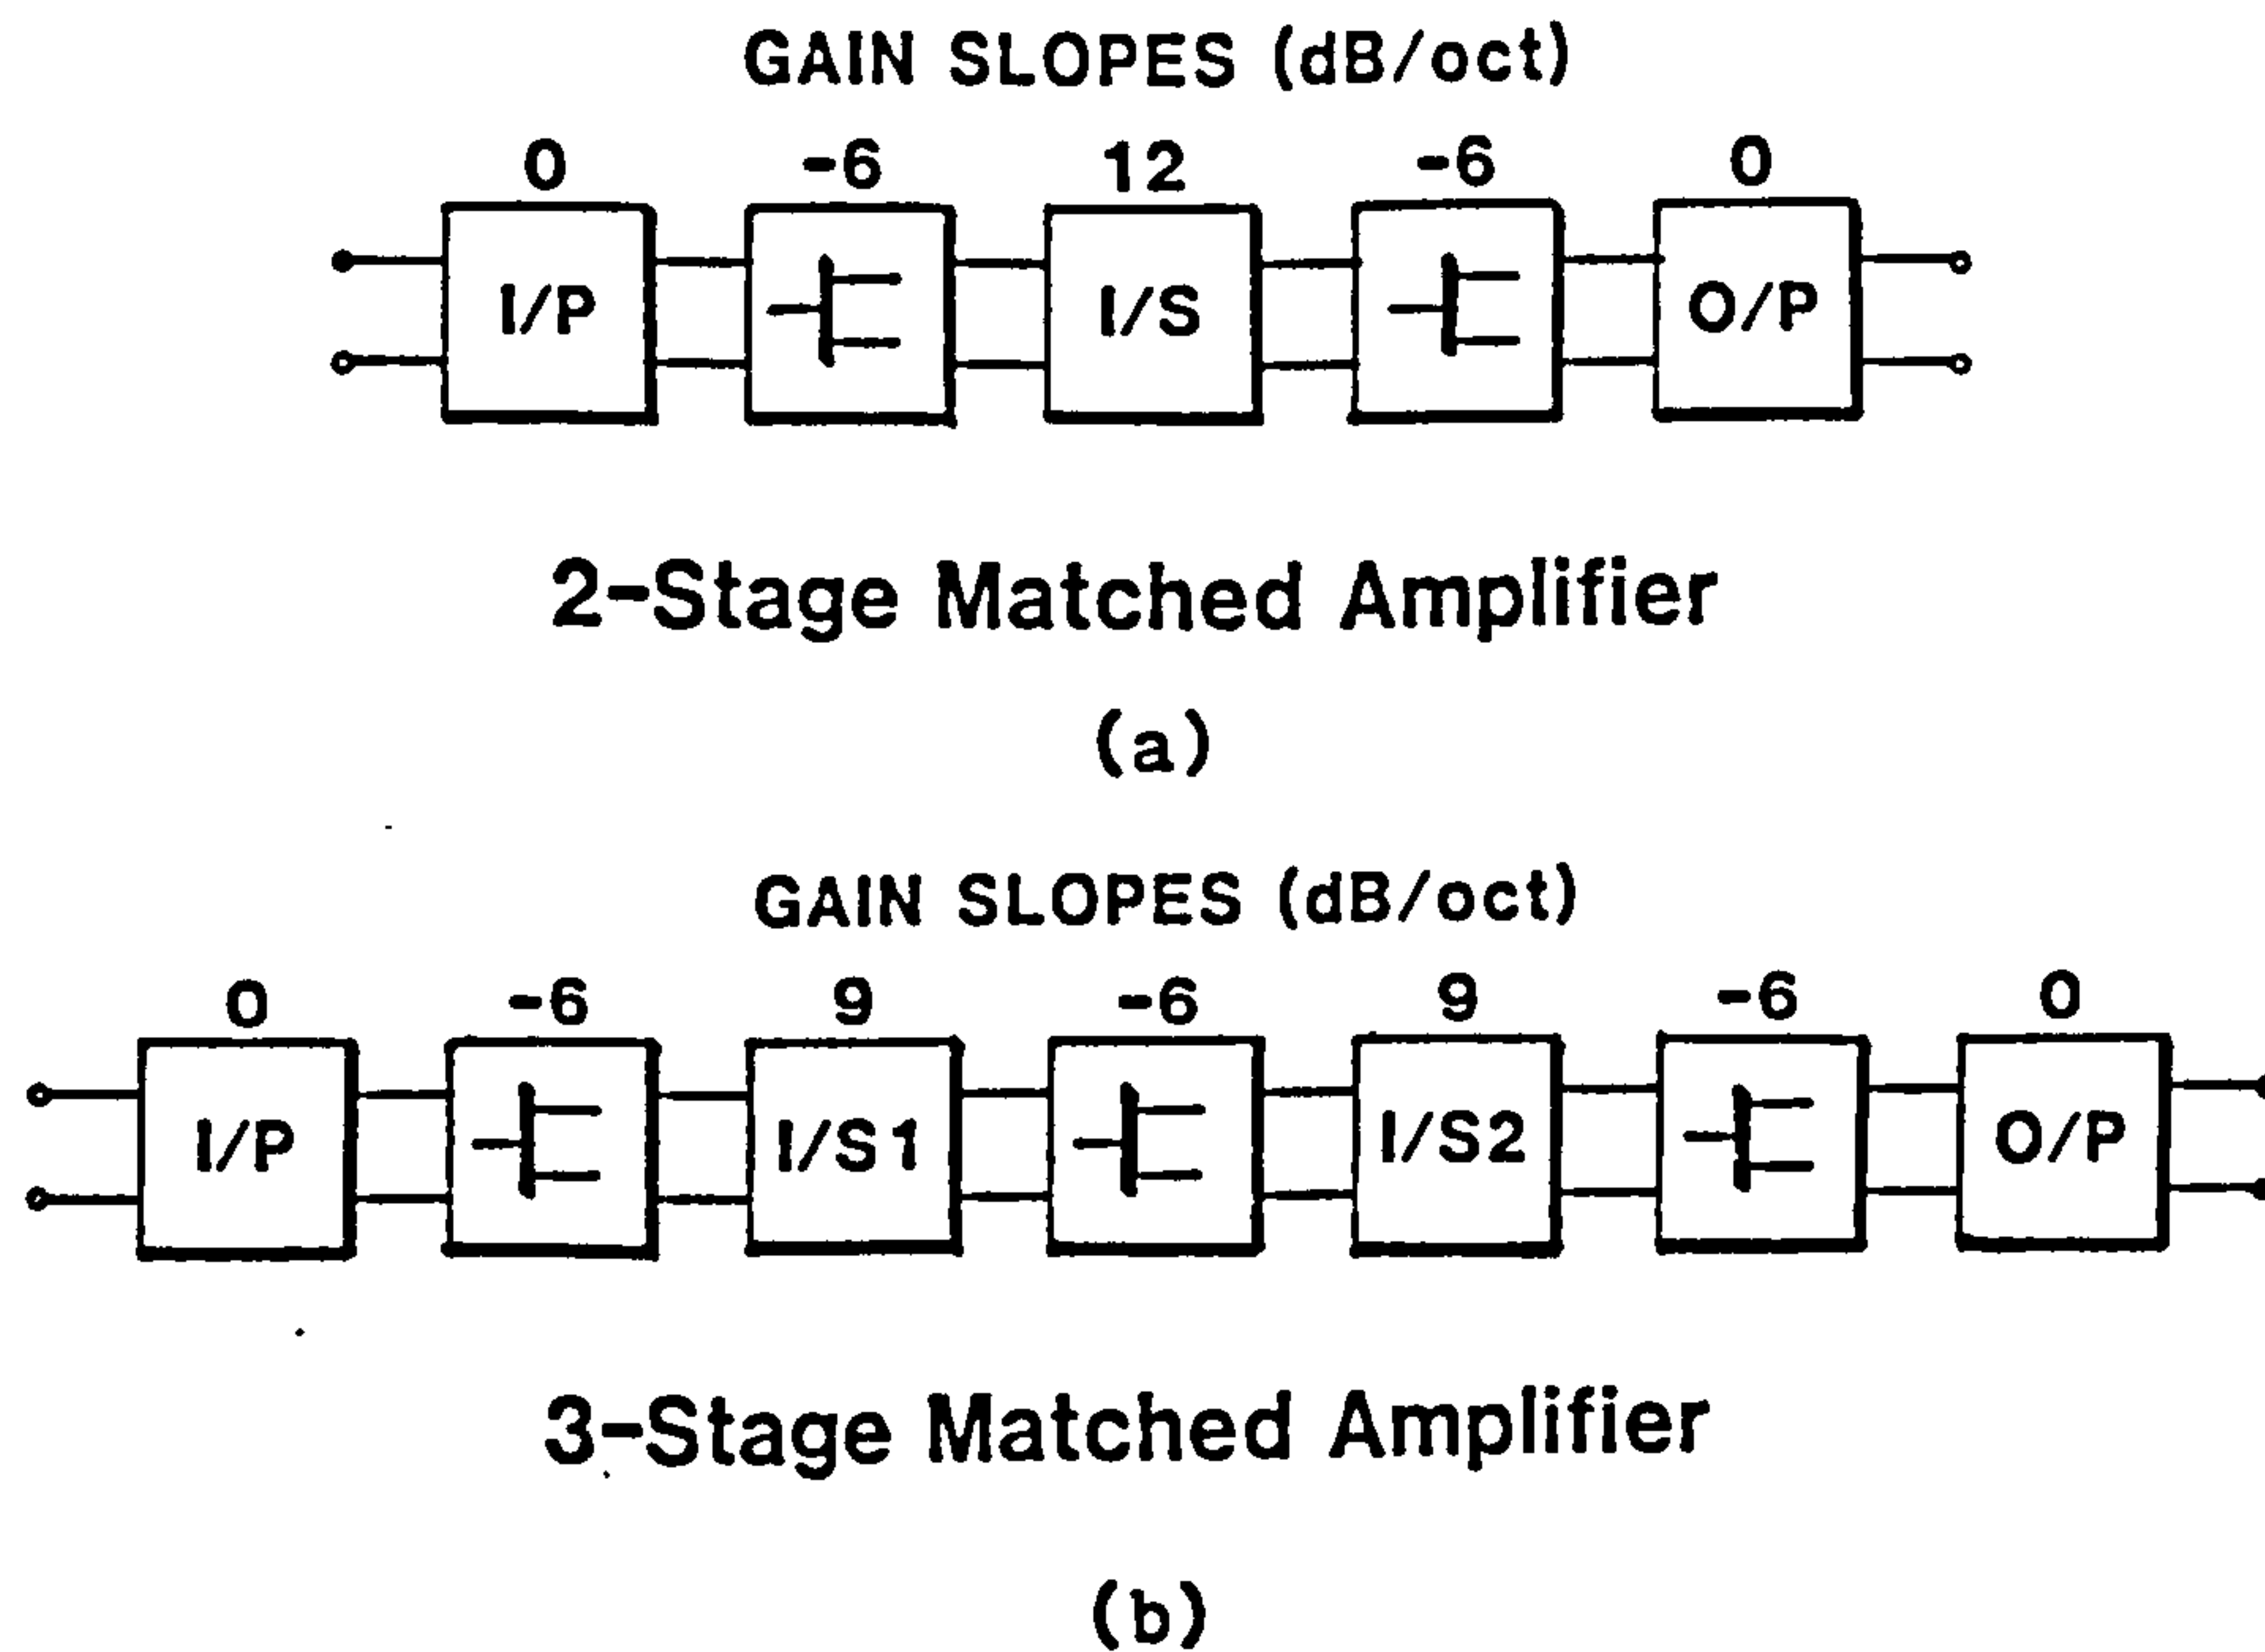 GAIN SLOPES (dB/oct)
0 -6 12 -6 0
I/P I/S O/P
2-Stage Matched Amplifier
(a)
GAIN SLOPES (dB/oct)
0 -6 9 -6 9 -6 0
I/P I/S1 I/S2 O/P
3-Stage Matched Amplifier
(b)